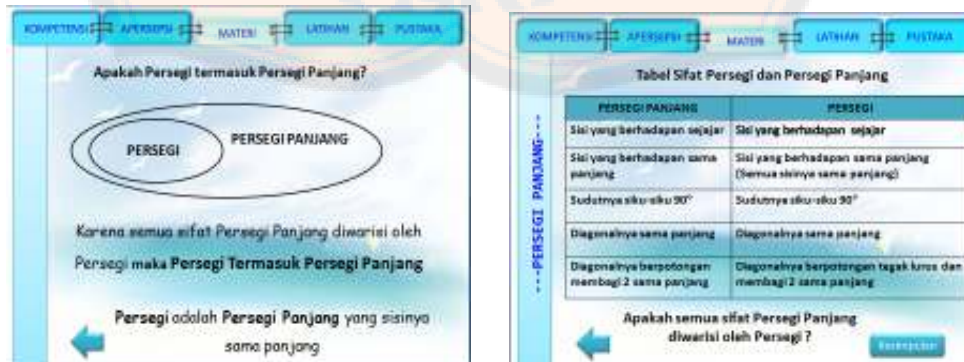 KOMPETENSI APERSEPSI MATERI LATIHAN PUSTAKA
Apakah Persegi termasuk Persegi Panjang?
PERSEGI
PERSEGI PANJANG
Karena semua sifat Persegi Panjang diwarisi oleh
Persegi maka Persegi Termasuk Persegi Panjang
Persegi adalah Persegi Panjang yang sisinya
sama panjang
KOMPETENSI APERSEPSI MATERI LATIHAN PUSTAKA
---PERSEGI PANJANG---
Tabel Sifat Persegi dan Persegi Panjang
PERSEGI PANJANG PERSEGI
Sisi yang berhadapan sejajar Sisi yang berhadapan sejajar
Sisi yang berhadapan sama Sisi yang berhadapan sama panjang
panjang (Semua sisinya sama panjang)
Sudutnya siku-siku 90° Sudutnya siku-siku 90°
Diagonalnya sama panjang Diagonalnya sama panjang
Diagonalnya berpotongan Diagonalnya berpotongan tegak lurus dan
membagi 2 sama panjang membagi 2 sama panjang
Apakah semua sifat Persegi Panjang
diwarisi oleh Persegi ?
Kesimpulan